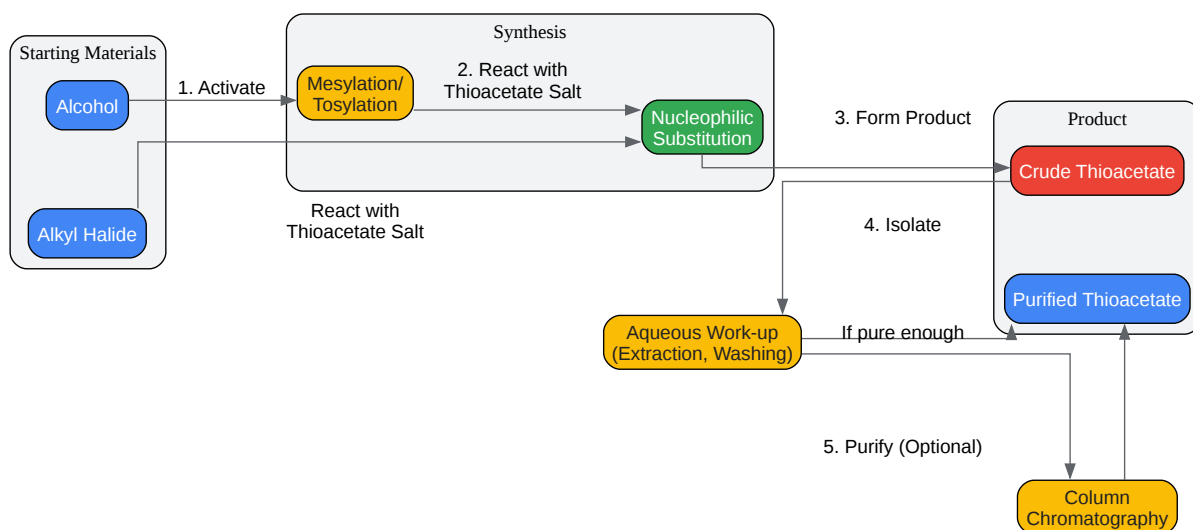 Starting Materials
Alcohol
Alkyl Halide
1. Activate
Synthesis
Mesylation/
Tosylation
2. React with
Thioacetate Salt
Nucleophilic
Substitution
React with
Thioacetate Salt
3. Form Product
Product
Crude Thioacetate
4. Isolate
Purified Thioacetate
Aqueous Work-up
(Extraction, Washing)
If pure enough
5. Purify (Optional)
Column
Chromatography